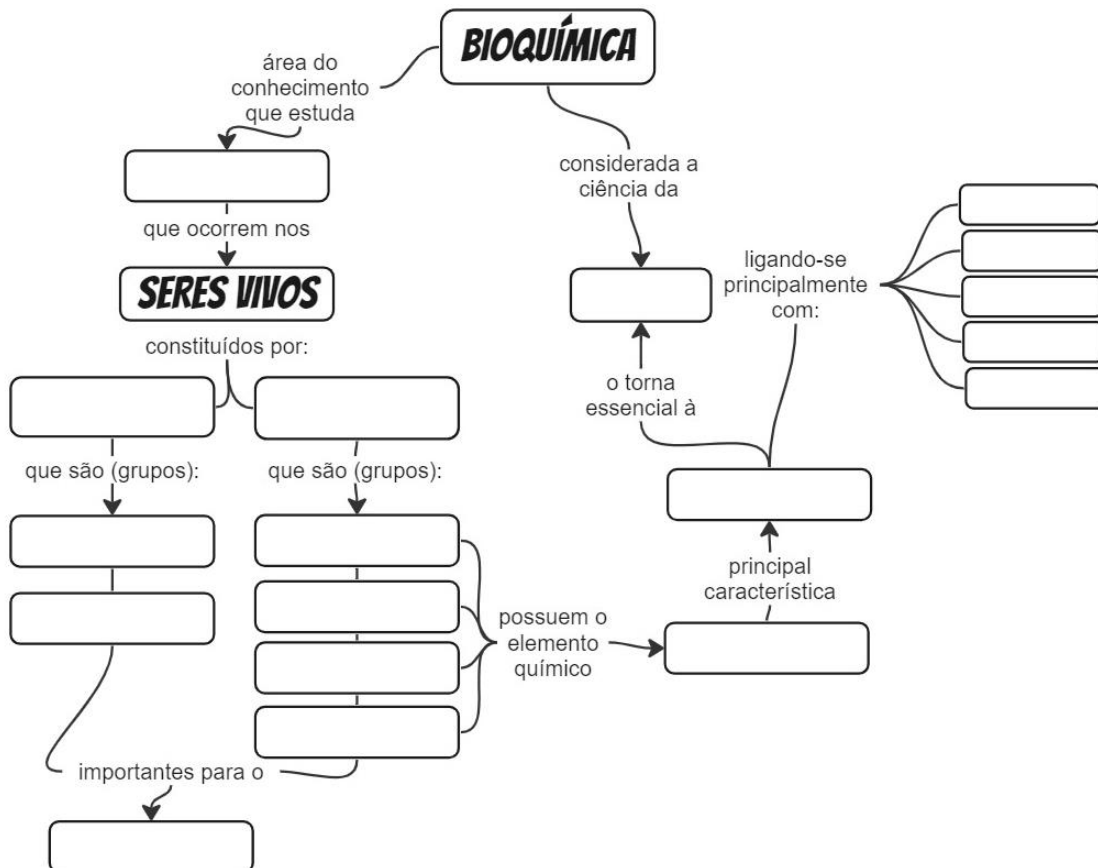 BIOQUÍMICA
área do
conhecimento
que estuda
considerada a
ciência da
que ocorrem nos
SERES VIVOS
ligando-se
principalmente
com:
constituídos por:
o torna
essencial à
que são (grupos):
que são (grupos):
principal
característica
possuem o
elemento
químico
importantes para o